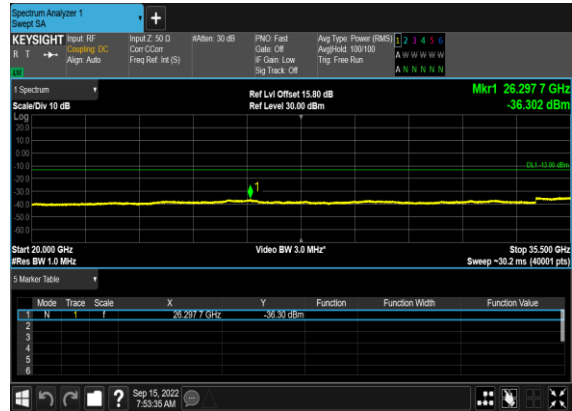 Spectrum Analyzer 1
Swept SA
+
KEYSIGHT Input: RF Input Z: 50 Ω #Atten: 30 dB PNO: Fast Avg Type: Power (RMS) 1 2 3 4 5 6
R T Coupling: DC Corr CCorr Gate: Off Avg|Hold: 100/100 A W W W W W
Align: Auto Freq Ref: Int (S) IF Gain: Low Trig: Free Run
Sig Track: Off A N N N N N
1 Spectrum Ref Lvl Offset 15.80 dB Mkr1 26.297 7 GHz
Scale/Div 10 dB Ref Level 30.00 dBm -36.302 dBm
Log
20.0
10.0
0.00
-10.0
DL1 -13.00 dBm
-20.0
-30.0
1
-40.0
-50.0
-60.0
Start 20.000 GHz Video BW 3.0 MHz* Stop 35.500 GHz
#Res BW 1.0 MHz Sweep ~30.2 ms (40001 pts)
5 Marker Table
Mode Trace Scale X Y Function Function Width Function Value
1 N 1 f 26.297 7 GHz -36.30 dBm
2
3
4
5
6
? Sep 15, 2022
7:53:35 AM